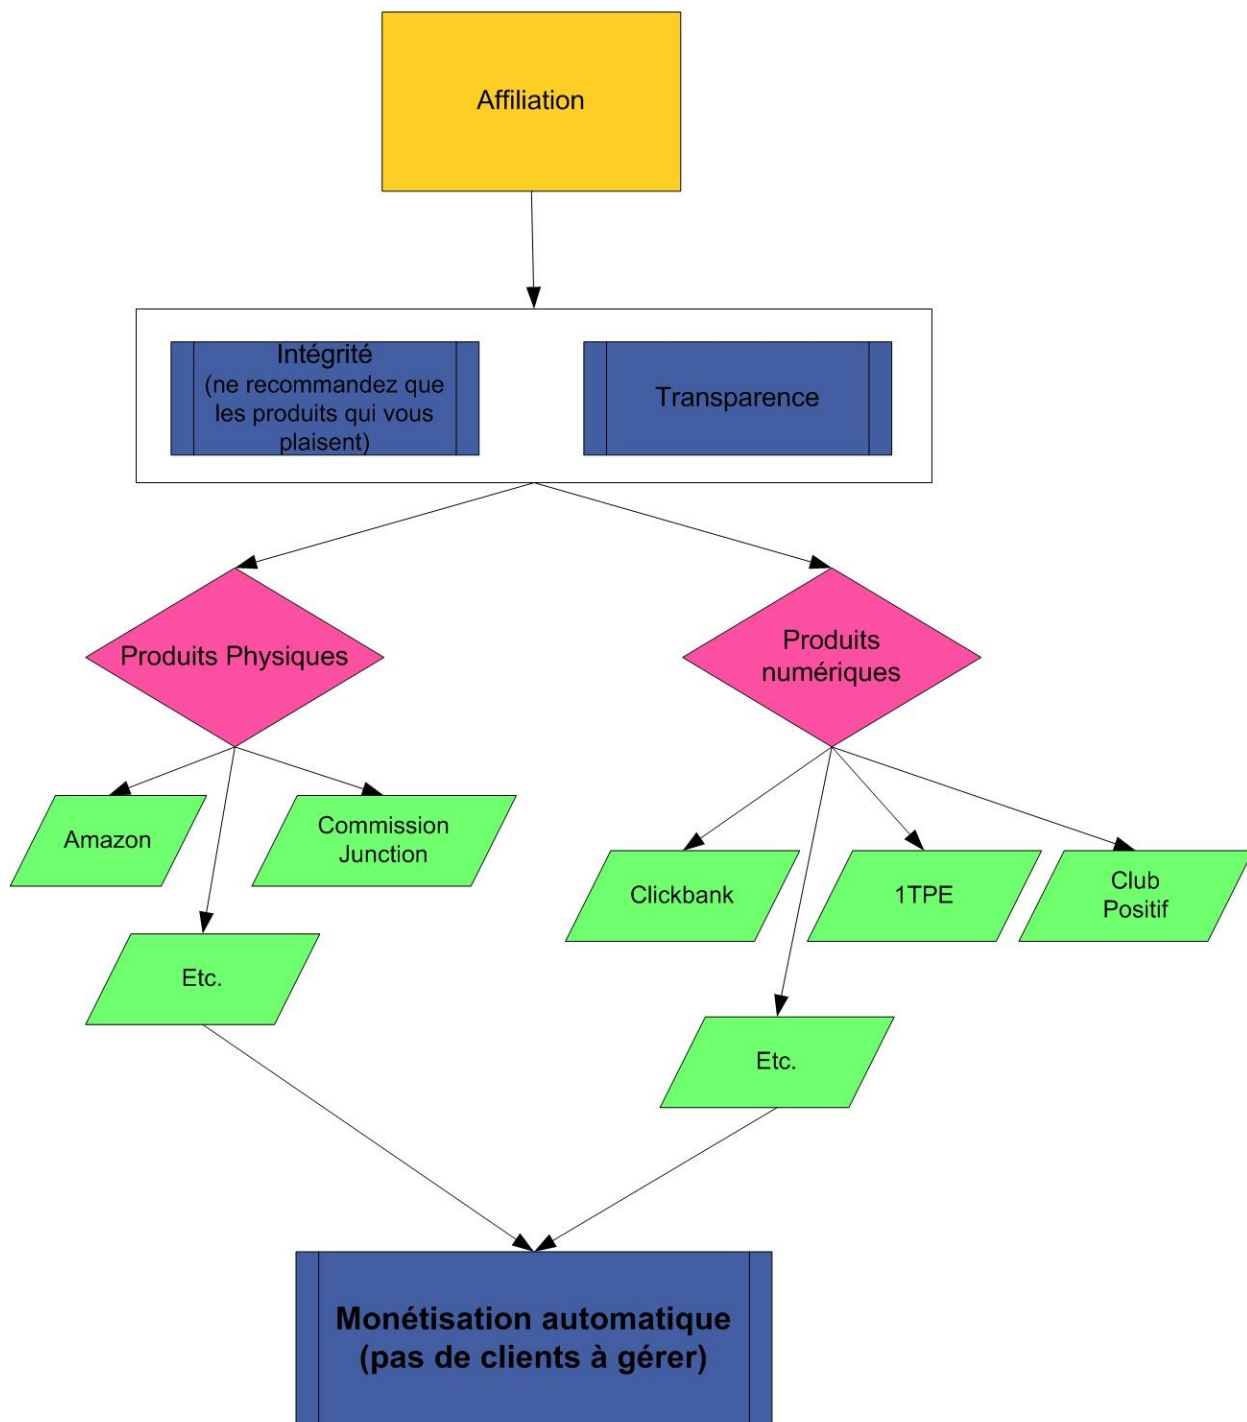 Affiliation
Intégrité
(ne recommandez que
les produits qui vous
plaisent)
Transparence
Produits Physiques
Produits
numériques
Amazon
Commission
Junction
Clickbank
1TPE
Club
Positif
Etc.
Etc.
Monétisation automatique
(pas de clients à gérer)